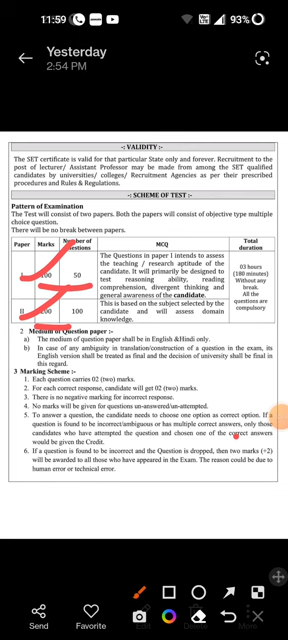 11:59
93%
Yesterday
2:54 PM
-: VALIDITY :-
The SET certificate is valid for that particular State only and forever. Recruitment to
the post of lecturer/ Assistant Professor may be made from among the SET qualified
candidates by universities/ colleges/ Recruitment Agencies as per their prescribed
procedures and Rules & Regulations.
-: SCHEME OF TEST :-
Pattern of Examination
The Test will consist of two papers. Both the papers will consist of objective type multiple
choice question.
There will be no break between papers.
Paper Marks Number of MCQ Total duration
I 100 50 The Questions in paper I intends to
assess the teaching / research aptitude of the
candidate. It will primarily be designed to
test reasoning ability, reading
comprehension, divergent thinking and
general awareness of the candidate.
03 hours
(180 minutes)
Without any
break.
All the
questions are
compulsory
II 200 100 This is based on the subject selected by the
candidate and will assess domain
knowledge.
2 Medium of Question paper :-
a) The medium of question paper shall be in English &Hindi only.
b) In case of any ambiguity in translation/construction of a question in the exam, its
English version shall be treated as final and the decision of university shall be final in
this regard.
3 Marking Scheme :-
1. Each question carries 02 (two) marks.
2. For each correct response, candidate will get 02 (two) marks.
3. There is no negative marking for incorrect response.
4. No marks will be given for questions un-answered/un-attempted.
5. To answer a question, the candidate needs to choose one option as correct option. If a
question is found to be incorrect/ambiguous or has multiple correct answers, only those
candidates who have attempted the question and chosen one of the correct answers
would be given the Credit.
6. If a question is found to be incorrect and the Question is dropped, then two marks (+2)
will be awarded to all those who have appeared in the Exam. The reason could be due to
human error or technical error.
Send
Favorite